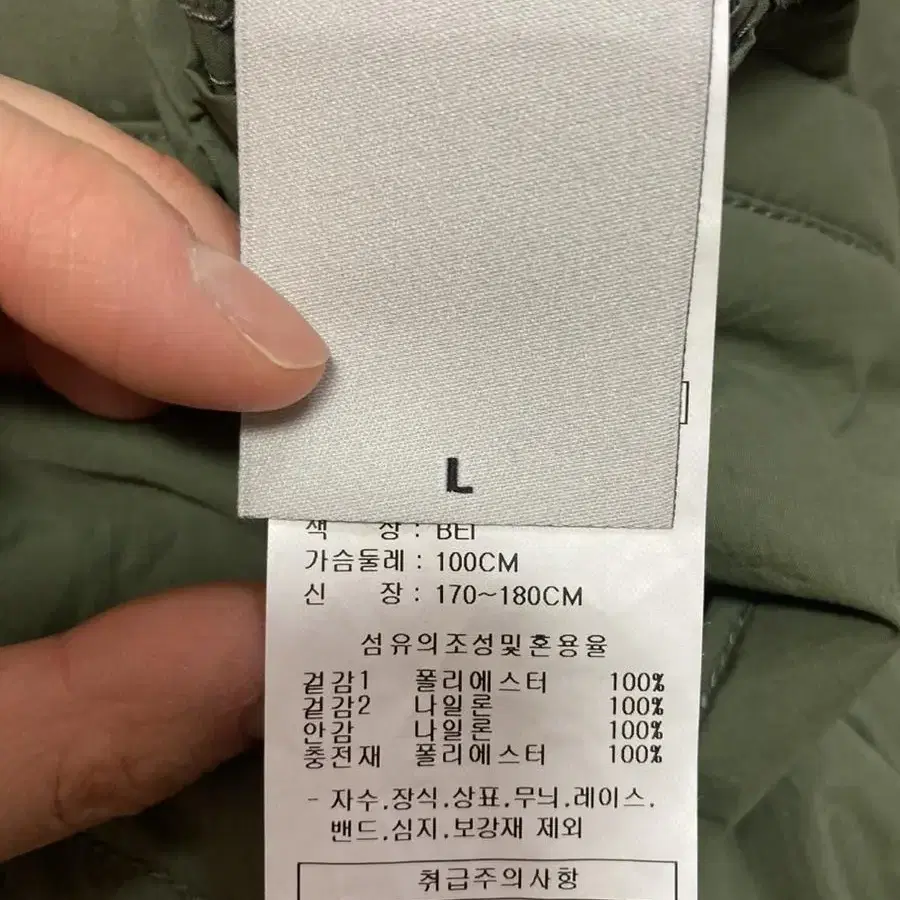 L
색 상 : BEI
가슴둘레 : 100CM
신 장 : 170~180CM
섬유의조성및혼용율
겉감1 폴리에스터 100%
겉감2 나일론 100%
안감 나일론 100%
충전재 폴리에스터 100%
- 자수.장식.상표.무늬.레이스.
밴드.심지.보강재 제외
취급주의사항